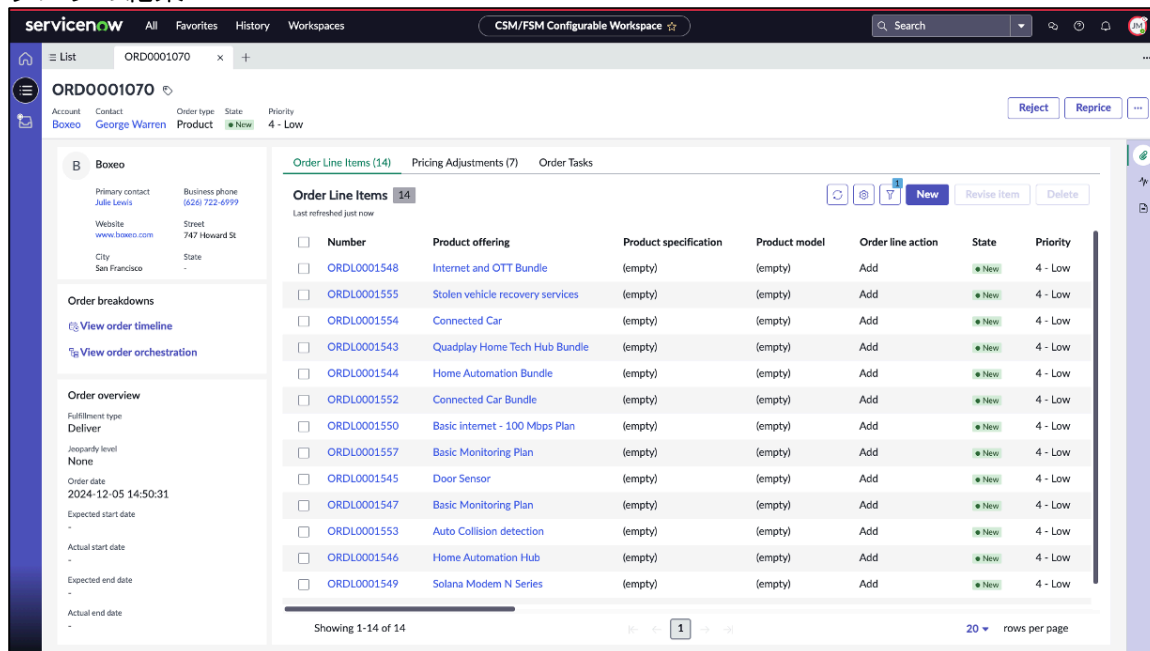 servicenow All Favorites History Workspaces CSM/FSM Configurable Workspace Search JM
List ORD0001070
ORD0001070
Account Contact Order type State Priority
Boxeo George Warren Product New 4 - Low
Reject Reprice
B Boxeo
Primary contact Business phone
Julie Lewis (626) 722-6999
Website Street
www.boxeo.com 747 Howard St
City State
San Francisco -
Order breakdowns
View order timeline
View order orchestration
Order overview
Fulfillment type
Deliver
Jeopardy level
None
Order date
2024-12-05 14:50:31
Expected start date
-
Actual start date
-
Expected end date
-
Actual end date
-
Order Line Items (14) Pricing Adjustments (7) Order Tasks
Order Line Items 14
Last refreshed just now
1 New Revise item Delete
Number Product offering Product specification Product model Order line action State Priority
ORDL0001548 Internet and OTT Bundle (empty) (empty) Add New 4 - Low
ORDL0001555 Stolen vehicle recovery services (empty) (empty) Add New 4 - Low
ORDL0001554 Connected Car (empty) (empty) Add New 4 - Low
ORDL0001543 Quadplay Home Tech Hub Bundle (empty) (empty) Add New 4 - Low
ORDL0001544 Home Automation Bundle (empty) (empty) Add New 4 - Low
ORDL0001552 Connected Car Bundle (empty) (empty) Add New 4 - Low
ORDL0001550 Basic internet - 100 Mbps Plan (empty) (empty) Add New 4 - Low
ORDL0001557 Basic Monitoring Plan (empty) (empty) Add New 4 - Low
ORDL0001545 Door Sensor (empty) (empty) Add New 4 - Low
ORDL0001547 Basic Monitoring Plan (empty) (empty) Add New 4 - Low
ORDL0001553 Auto Collision detection (empty) (empty) Add New 4 - Low
ORDL0001546 Home Automation Hub (empty) (empty) Add New 4 - Low
ORDL0001549 Solana Modem N Series (empty) (empty) Add New 4 - Low
Showing 1-14 of 14 1 20 rows per page